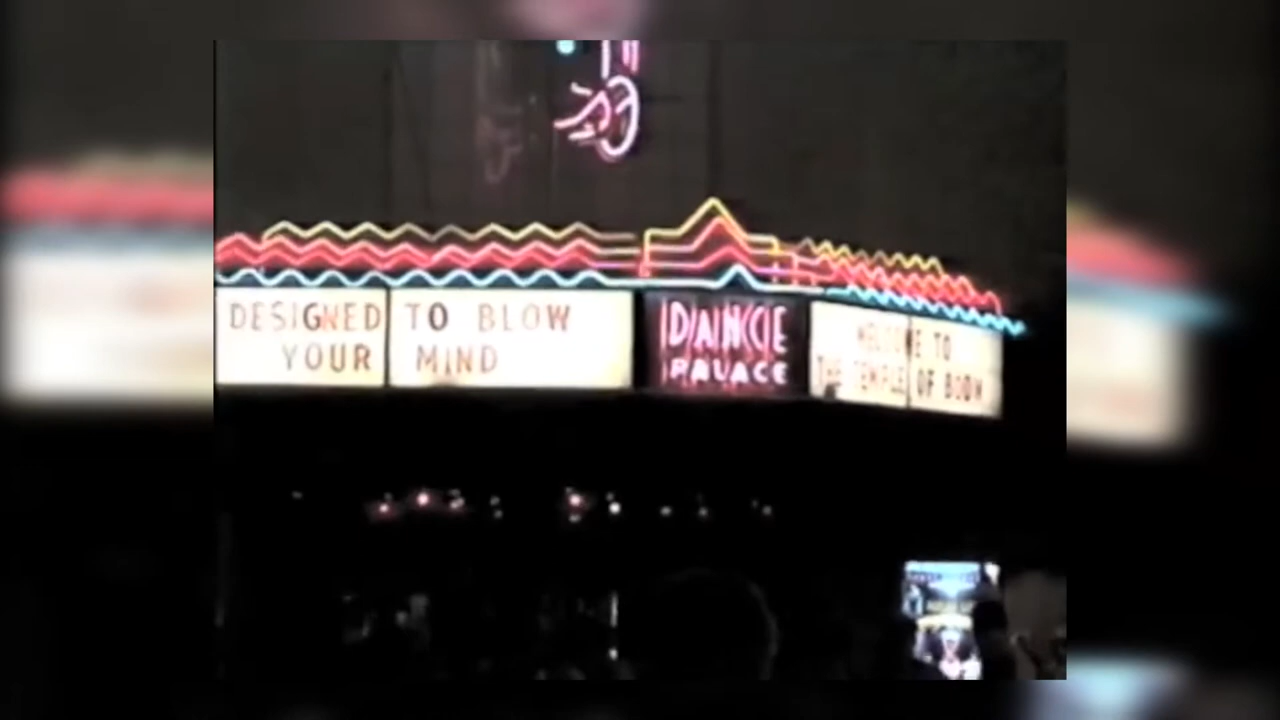 DESIGNED TO BLOW
YOUR MIND
DANCE
PALACE
WELCOME TO
THE TEMPLE OF BOOM